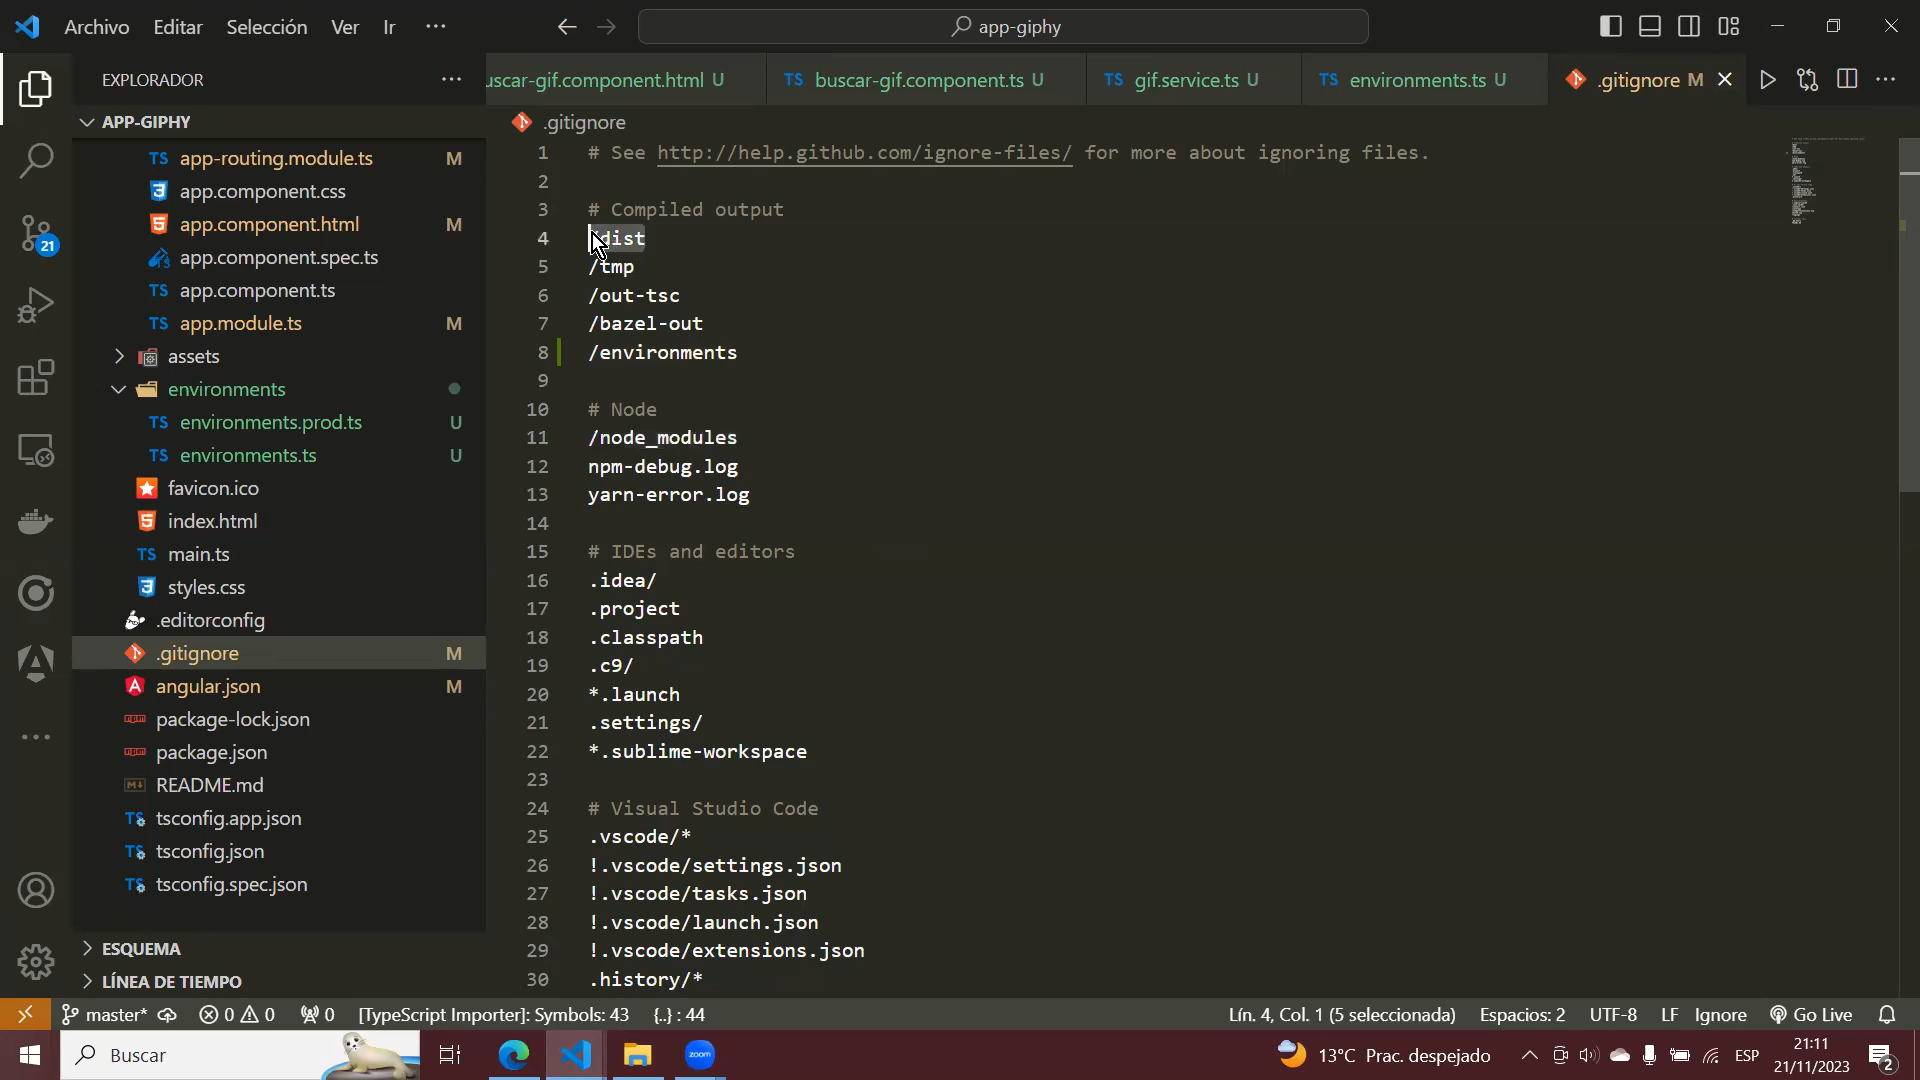 Archivo Editar Selección Ver Ir ···
app-giphy
EXPLORADOR
APP-GIPHY
TS app-routing.module.ts M
app.component.css
app.component.html M
app.component.spec.ts
TS app.component.ts
TS app.module.ts M
assets
environments
TS environments.prod.ts U
TS environments.ts U
favicon.ico
index.html
TS main.ts
styles.css
.editorconfig
.gitignore M
angular.json M
package-lock.json
package.json
README.md
tsconfig.app.json
tsconfig.json
tsconfig.spec.json
ESQUEMA
LÍNEA DE TIEMPO
21
uscar-gif.component.html U
TS buscar-gif.component.ts U
TS gif.service.ts U
TS environments.ts U
.gitignore M
.gitignore
1 # See http://help.github.com/ignore-files/ for more about ignoring files.
2
3 # Compiled output
4 /dist
5 /tmp
6 /out-tsc
7 /bazel-out
8 /environments
9
10 # Node
11 /node_modules
12 npm-debug.log
13 yarn-error.log
14
15 # IDEs and editors
16 .idea/
17 .project
18 .classpath
19 .c9/
20 *.launch
21 .settings/
22 *.sublime-workspace
23
24 # Visual Studio Code
25 .vscode/*
26 !.vscode/settings.json
27 !.vscode/tasks.json
28 !.vscode/launch.json
29 !.vscode/extensions.json
30 .history/*
master* 0 0 0 [TypeScript Importer]: Symbols: 43 {..} : 44
Lín. 4, Col. 1 (5 seleccionada) Espacios: 2 UTF-8 LF Ignore Go Live
Buscar
zoom
13°C Prac. despejado
ESP
21:11
21/11/2023
2